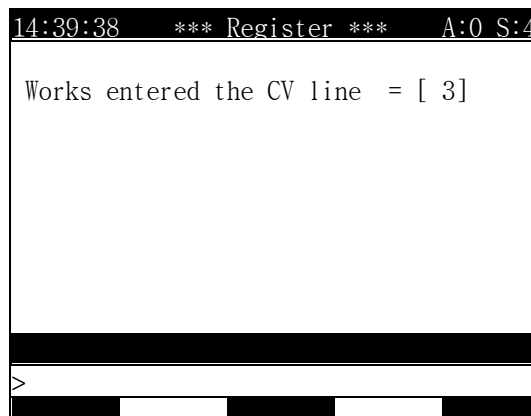 14:39:38 *** Register *** A:0 S:4
Works entered the CV line = [ 3]
>